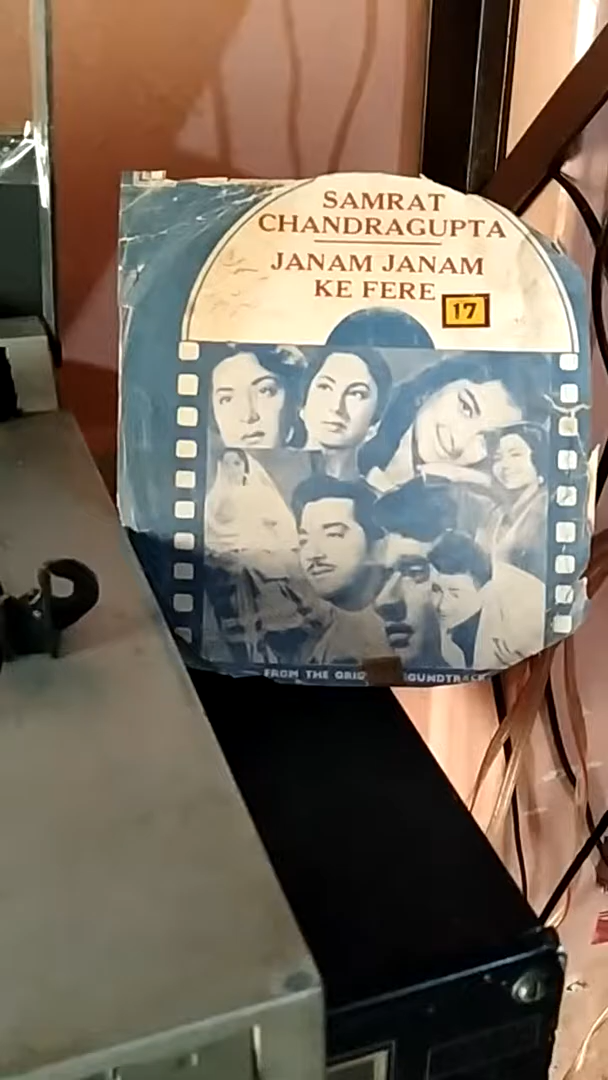 SAMRAT
CHANDRAGUPTA
JANAM JANAM
KE FERE
17
FROM THE ORIG OUNDTRACK